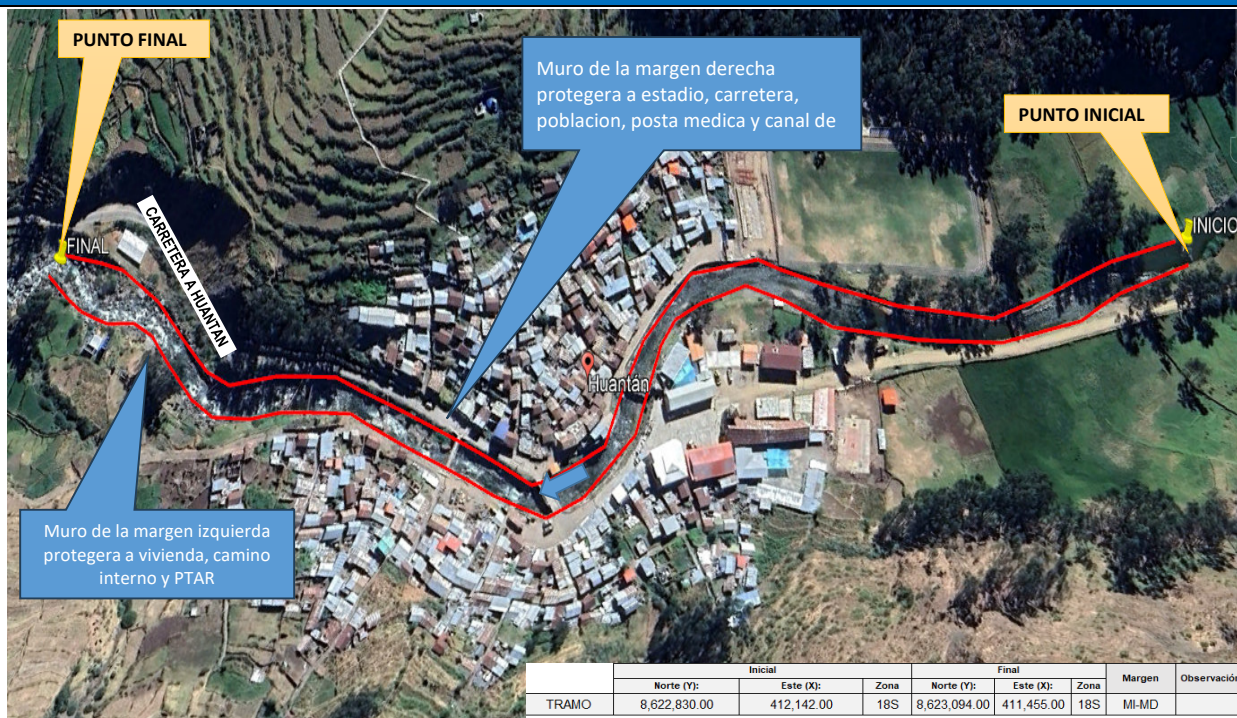 PUNTO FINAL
Muro de la margen derecha
protegera a estadio, carretera,
poblacion, posta medica y canal de
PUNTO INICIAL
INICIO
FINAL
CARRETERA A HUANTAN
Huantán
Muro de la margen izquierda
protegera a vivienda, camino
interno y PTAR
Inicial Final Margen Observación
Norte (Y): Este (X): Zona Norte (Y): Este (X): Zona
TRAMO 8,622,830.00 412,142.00 18S 8,623,094.00 411,455.00 18S MI-MD